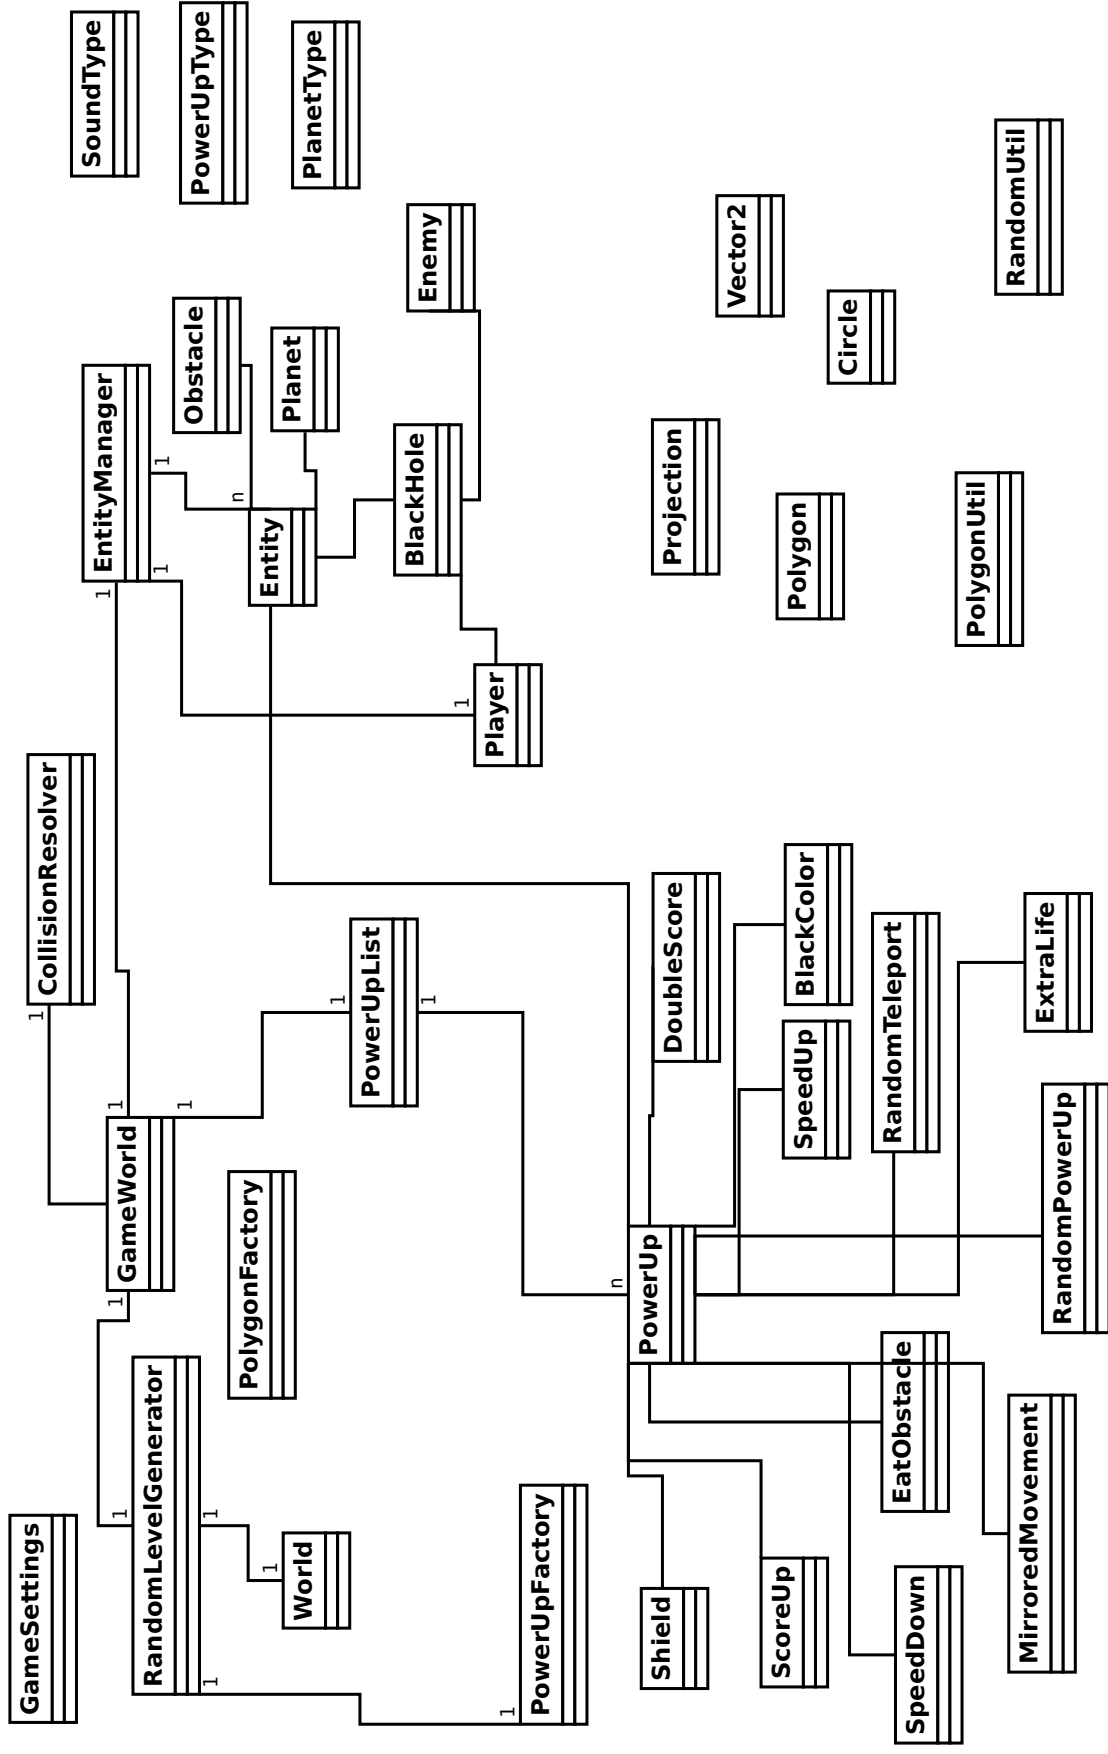 GameSettings
1
CollisionResolver
SoundType
1
EntityManager
1
1
1
GameWorld
RandomLevelGenerator
1
1
1
Obstacle
PowerUpType
1
1
n
PolygonFactory
1
Entity
Planet
World
PlanetType
1
PowerUpList
BlackHole
1
Enemy
1
Player
1
PowerUpFactory
n
PowerUp
Shield
DoubleScore
Projection
Vector2
ScoreUp
Polygon
SpeedUp
BlackColor
Circle
RandomTeleport
EatObstacle
SpeedDown
PolygonUtil
RandomUtil
MirroredMovement
ExtraLife
RandomPowerUp